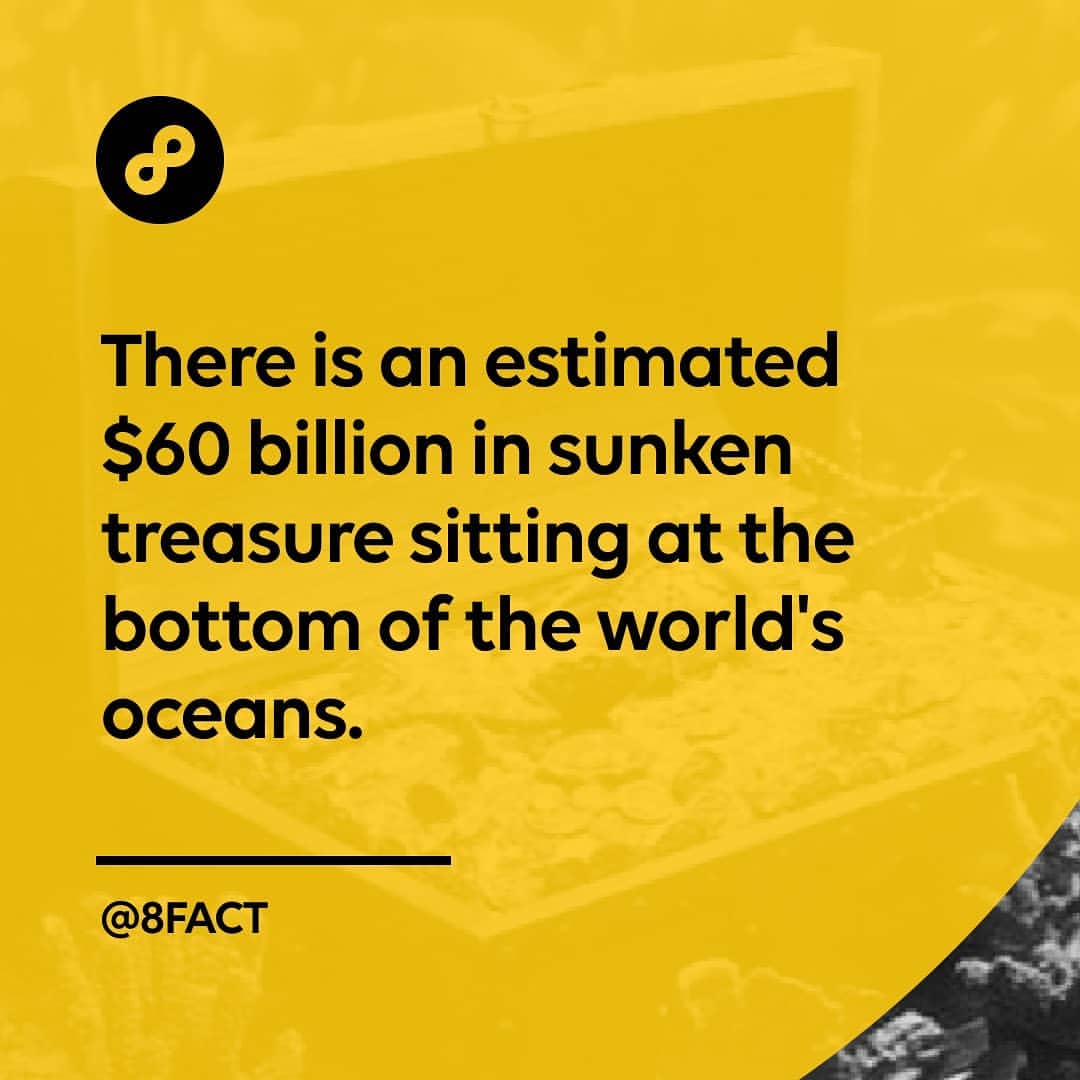 There is an estimated
$60 billion in sunken
treasure sitting at the
bottom of the world's
oceans.
@8FACT